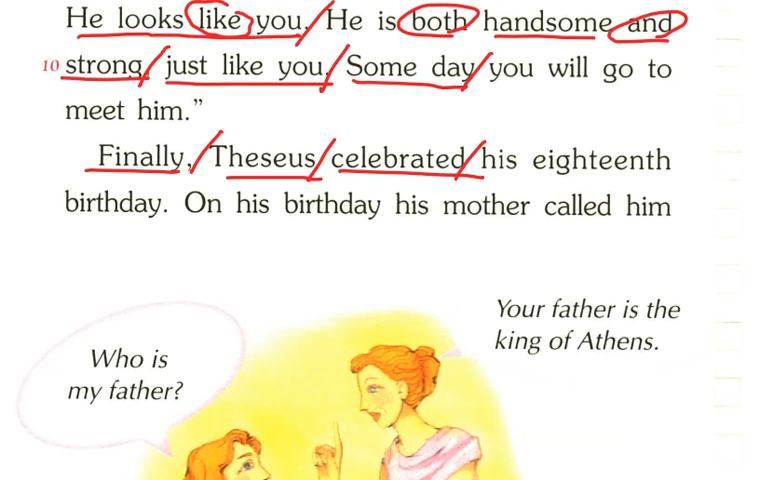 He looks like you. He is both handsome and
10 strong, just like you. Some day you will go to
meet him.”
Finally, Theseus celebrated his eighteenth
birthday. On his birthday his mother called him
Your father is the
king of Athens.
Who is
my father?